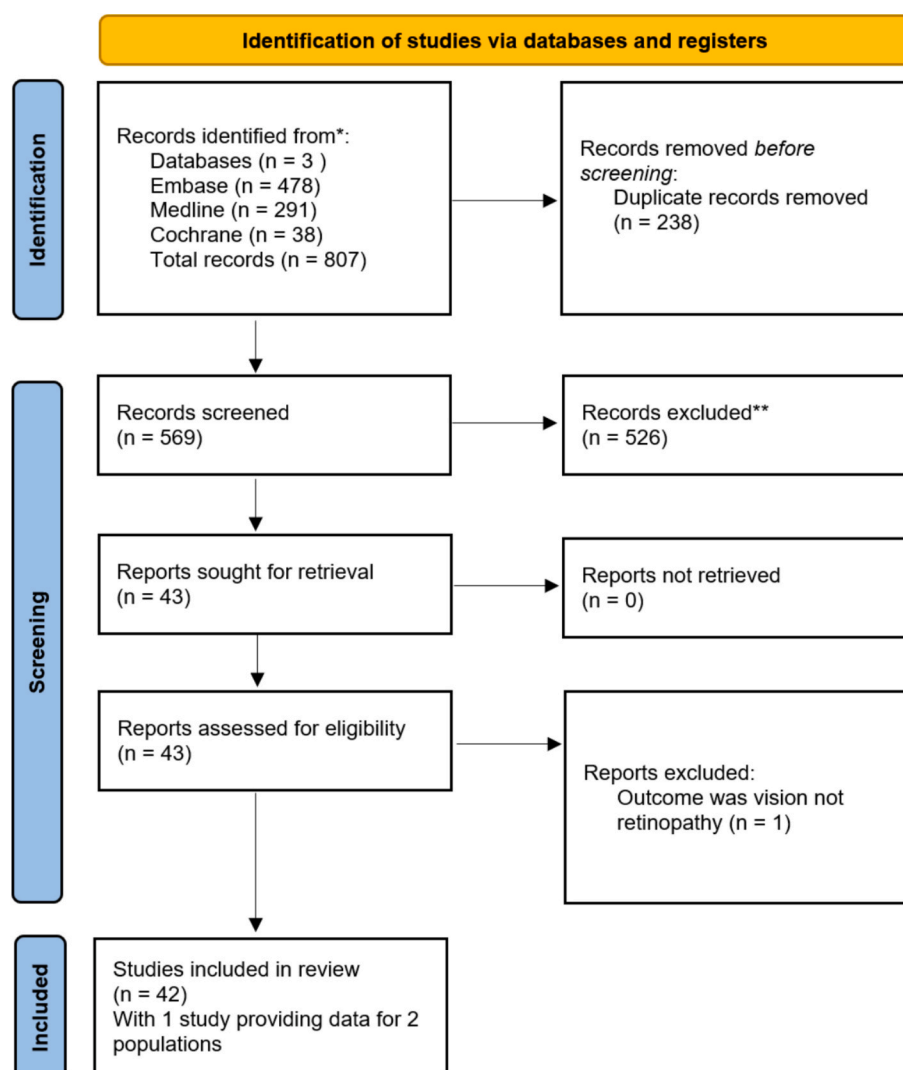 Identification of studies via databases and registers
Identification
Records identified from*:
Databases (n = 3 )
Embase (n = 478)
Medline (n = 291)
Cochrane (n = 38)
Total records (n = 807)
Records removed before
screening:
Duplicate records removed
(n = 238)
Screening
Records screened
(n = 569)
Records excluded**
(n = 526)
Reports sought for retrieval
(n = 43)
Reports not retrieved
(n = 0)
Reports assessed for eligibility
(n = 43)
Reports excluded:
Outcome was vision not
retinopathy (n = 1)
Included
Studies included in review
(n = 42)
With 1 study providing data for 2
populations